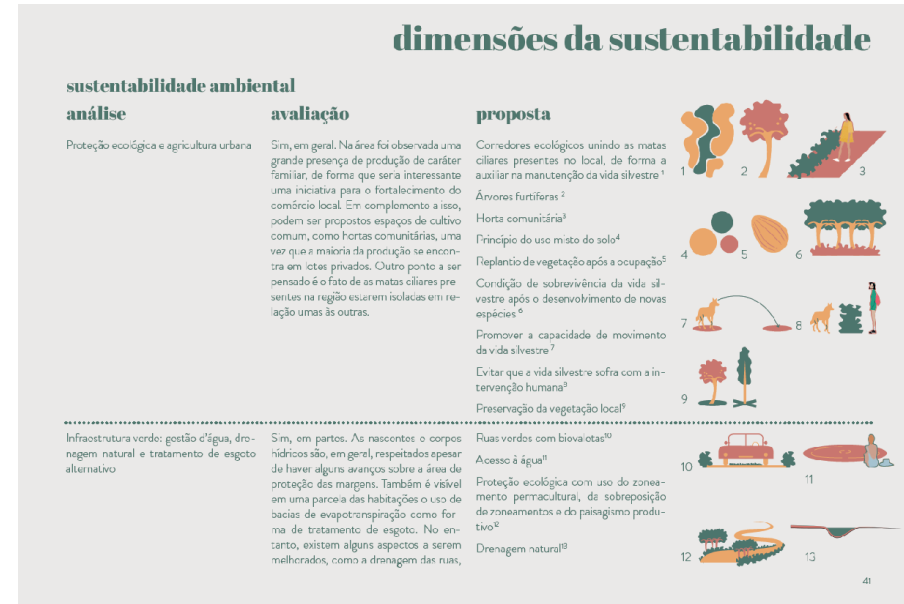 dimensões da sustentabilidade
sustentabilidade ambiental
análise
avaliação
proposta
Proteção ecológica e agricultura urbana
Sim, em geral. Na área foi observada uma
grande presença de produção de caráter
familiar, de forma que seria interessante
uma iniciativa para o fortalecimento do
comércio local. Em complemento a isso,
podem ser propostos espaços de cultivo
comum, como hortas comunitárias, uma
vez que a maioria da produção se encon-
tra em lotes privados. Outro ponto a ser
pensado é o fato de as matas ciliares pre-
sentes na região estarem isoladas em re-
lação umas às outras.
Corredores ecológicos unindo as matas
ciliares presentes no local, de forma a
auxiliar na manutenção da vida silvestre 1
Árvores furtíferas 2
Horta comunitária3
Princípio do uso misto do solo4
Replantio de vegetação após a ocupação5
Condição de sobrevivência da vida sil-
vestre após o desenvolvimento de novas
espécies 6
Promover a capacidade de movimento
da vida silvestre 7
Evitar que a vida silvestre sofra com a in-
tervenção humana8
Preservação da vegetação local9
1
2
3
4
5
6
7
8
9
Infraestrutura verde: gestão d'água, dre-
nagem natural e tratamento de esgoto
alternativo
Sim, em partes. As nascentes e corpos
hídricos são, em geral, respeitados apesar
de haver alguns avanços sobre a área de
proteção das margens. Também é visível
em uma parcela das habitações o uso de
bacias de evapotranspiração como for-
ma de tratamento de esgoto. No en-
tanto, existem alguns aspectos a serem
melhorados, como a drenagem das ruas,
Ruas verdes com biovaletas10
Acesso à água11
Proteção ecológica com uso do zonea-
mento permacultural, da sobreposição
de zoneamentos e do paisagismo produ-
tivo12
Drenagem natural13
10
11
12
13
41